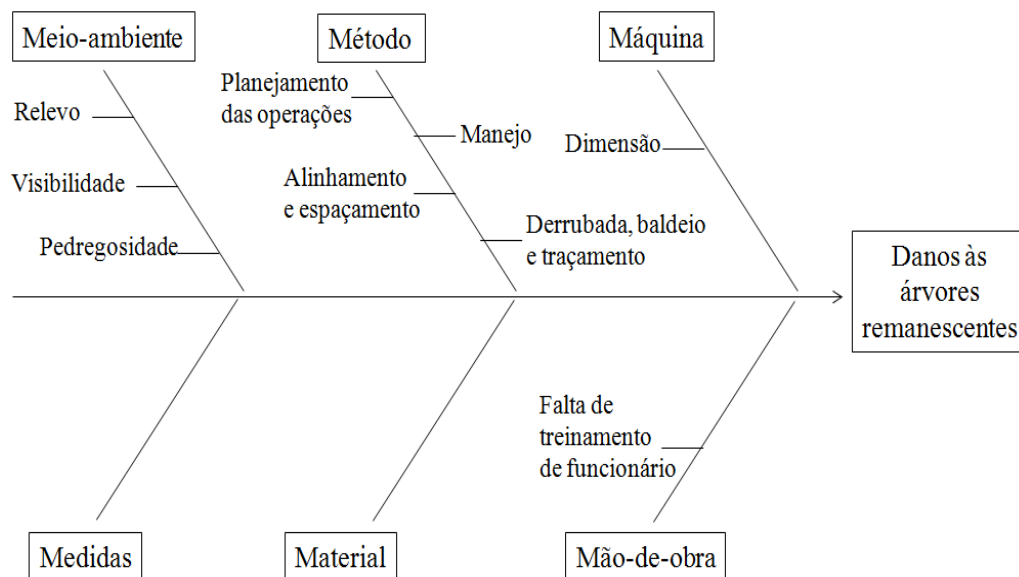 Meio-ambiente
Método
Máquina
Relevo
Visibilidade
Pedregosidade
Planejamento
das operações
Manejo
Alinhamento
e espaçamento
Derrubada, baldeio
e traçamento
Dimensão
Danos às
árvores
remanescentes
Falta de
treinamento
de funcionário
Medidas
Material
Mão-de-obra